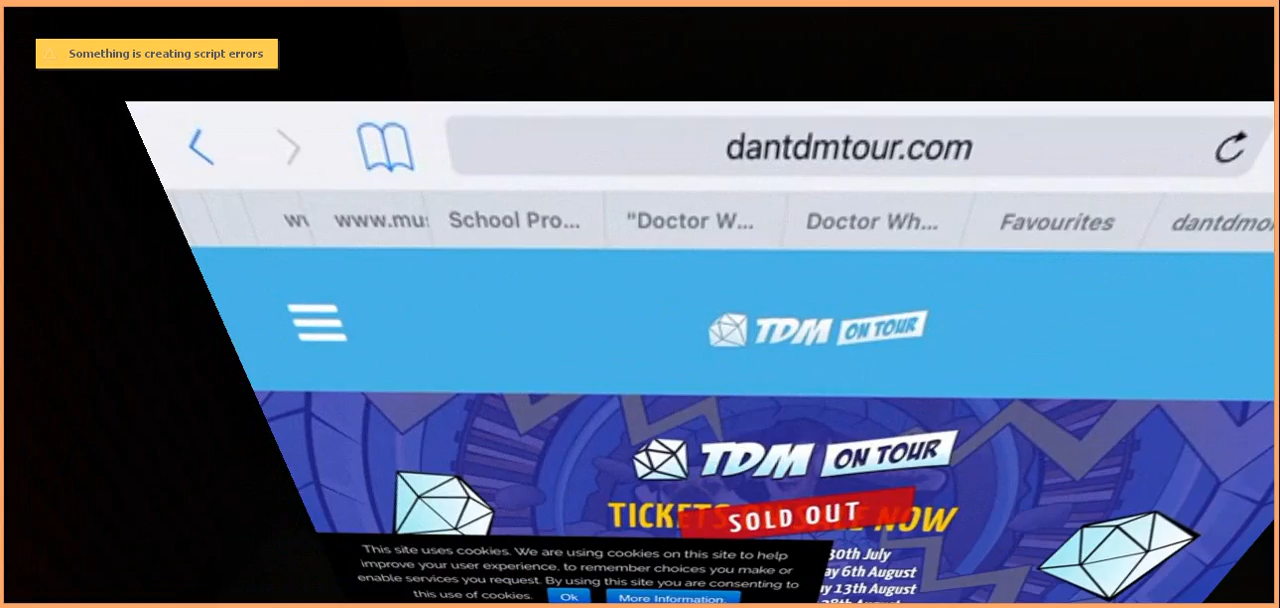 Something is creating script errors
dantdmtour.com
www.mu
School Pro...
"Doctor W...
Doctor Wh...
Favourites
TDM ON TOUR
TDM ON TOUR
SOLD OUT
NOW
This site uses cookies. We are using cookies on this site to help
improve your user experience, to remember choices you make or
enable services you request. By using this site you are consenting to
this use of cookies.
Ok
More Information.
30th July
6th August
13th August